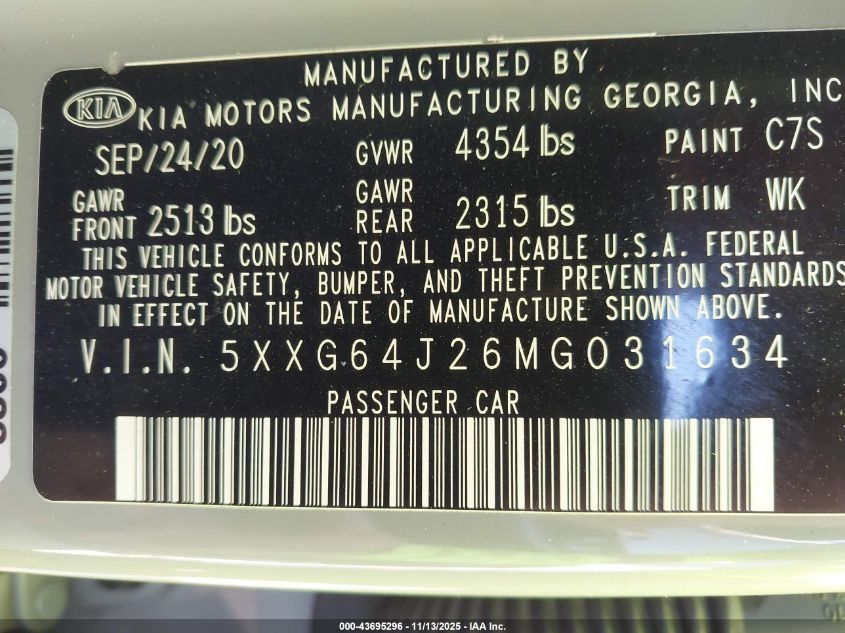 MANUFACTURED BY
KIA KIA MOTORS MANUFACTURING GEORGIA, INC
SEP/24/20 GVWR 4354 lbs PAINT C7S
GAWR FRONT 2513 lbs GAWR REAR 2315 lbs TRIM WK
THIS VEHICLE CONFORMS TO ALL APPLICABLE U.S.A. FEDERAL
MOTOR VEHICLE SAFETY, BUMPER, AND THEFT PREVENTION STANDARDS
IN EFFECT ON THE DATE OF MANUFACTURE SHOWN ABOVE.
V.I.N. 5XXG64J26MG031634
PASSENGER CAR
000-43695296 - 11/13/2025 - IAA Inc.